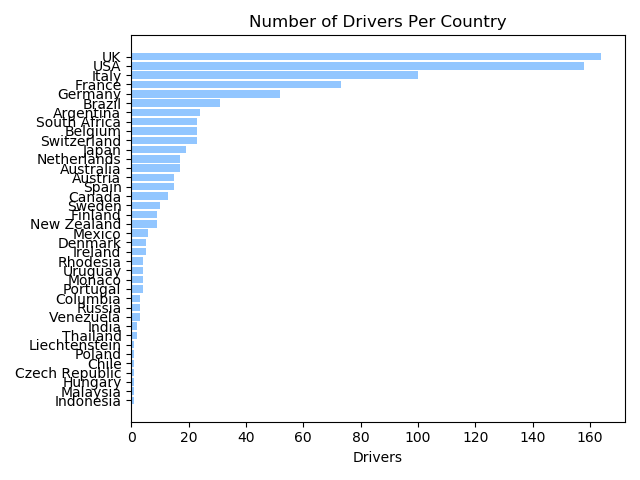 Number of Drivers Per Country
UK
USA
Italy
France
Germany
Brazil
Argentina
South Africa
Belgium
Switzerland
Japan
Netherlands
Australia
Austria
Spain
Canada
Sweden
Finland
New Zealand
Mexico
Denmark
Ireland
Rhodesia
Uruguay
Monaco
Portugal
Columbia
Russia
Venezuela
India
Thailand
Liechtenstein
Poland
Chile
Czech Republic
Hungary
Malaysia
Indonesia
0 20 40 60 80 100 120 140 160
Drivers